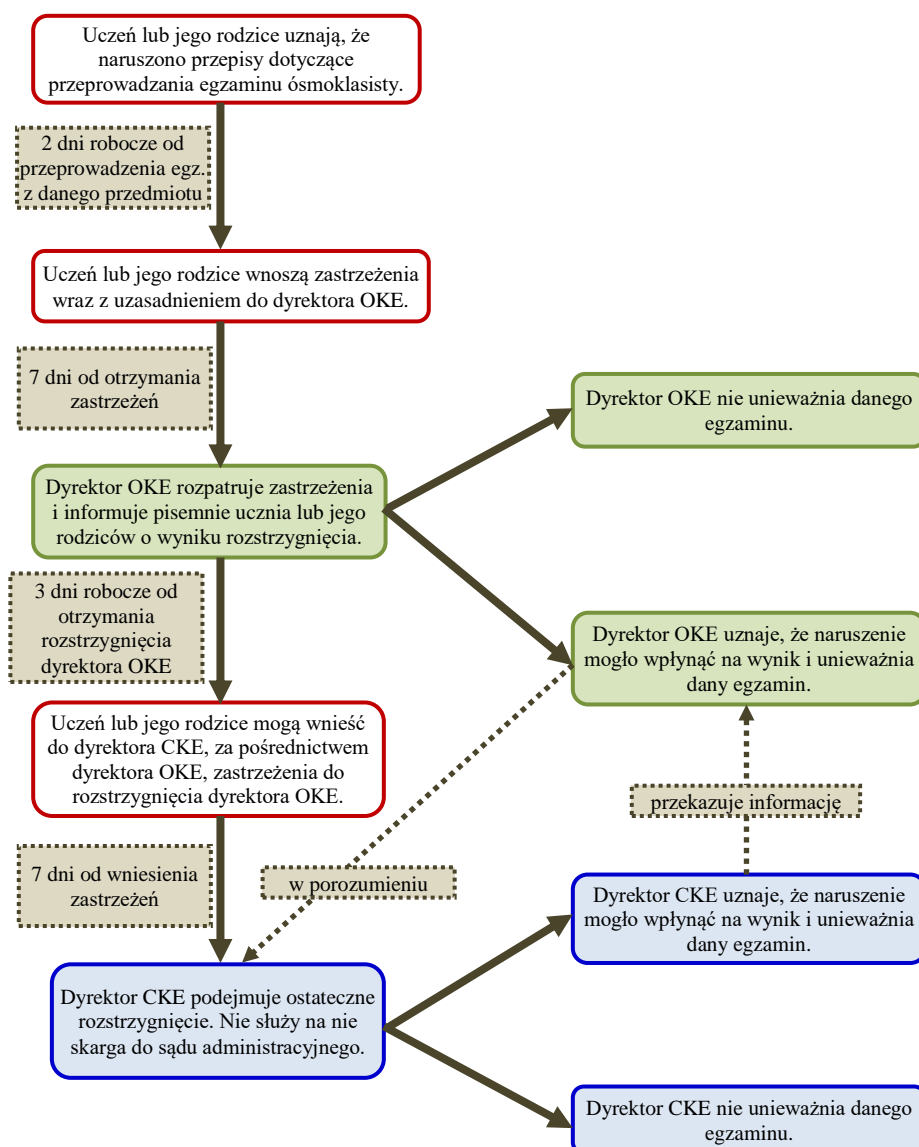 Uczeń lub jego rodzice uznają, że
naruszono przepisy dotyczące
przeprowadzania egzaminu ósmoklasisty.
2 dni robocze od
przeprowadzenia egz.
z danego przedmiotu
Uczeń lub jego rodzice wnoszą zastrzeżenia
wraz z uzasadnieniem do dyrektora OKE.
7 dni od otrzymania
zastrzeżeń
Dyrektor OKE nie unieważnia danego
egzaminu.
Dyrektor OKE rozpatruje zastrzeżenia
i informuje pisemnie ucznia lub jego
rodziców o wyniku rozstrzygnięcia.
3 dni robocze od
otrzymania
rozstrzygnięcia
dyrektora OKE
Dyrektor OKE uznaje, że naruszenie
mogło wpłynąć na wynik i unieważnia
dany egzamin.
Uczeń lub jego rodzice mogą wnieść
do dyrektora CKE, za pośrednictwem
dyrektora OKE, zastrzeżenia do
rozstrzygnięcia dyrektora OKE.
przekazuje informację
7 dni od wniesienia
zastrzeżeń
w porozumieniu
Dyrektor CKE uznaje, że naruszenie
mogło wpłynąć na wynik i unieważnia
dany egzamin.
Dyrektor CKE podejmuje ostateczne
rozstrzygnięcie. Nie służy na nie
skarga do sądu administracyjnego.
Dyrektor CKE nie unieważnia danego
egzaminu.